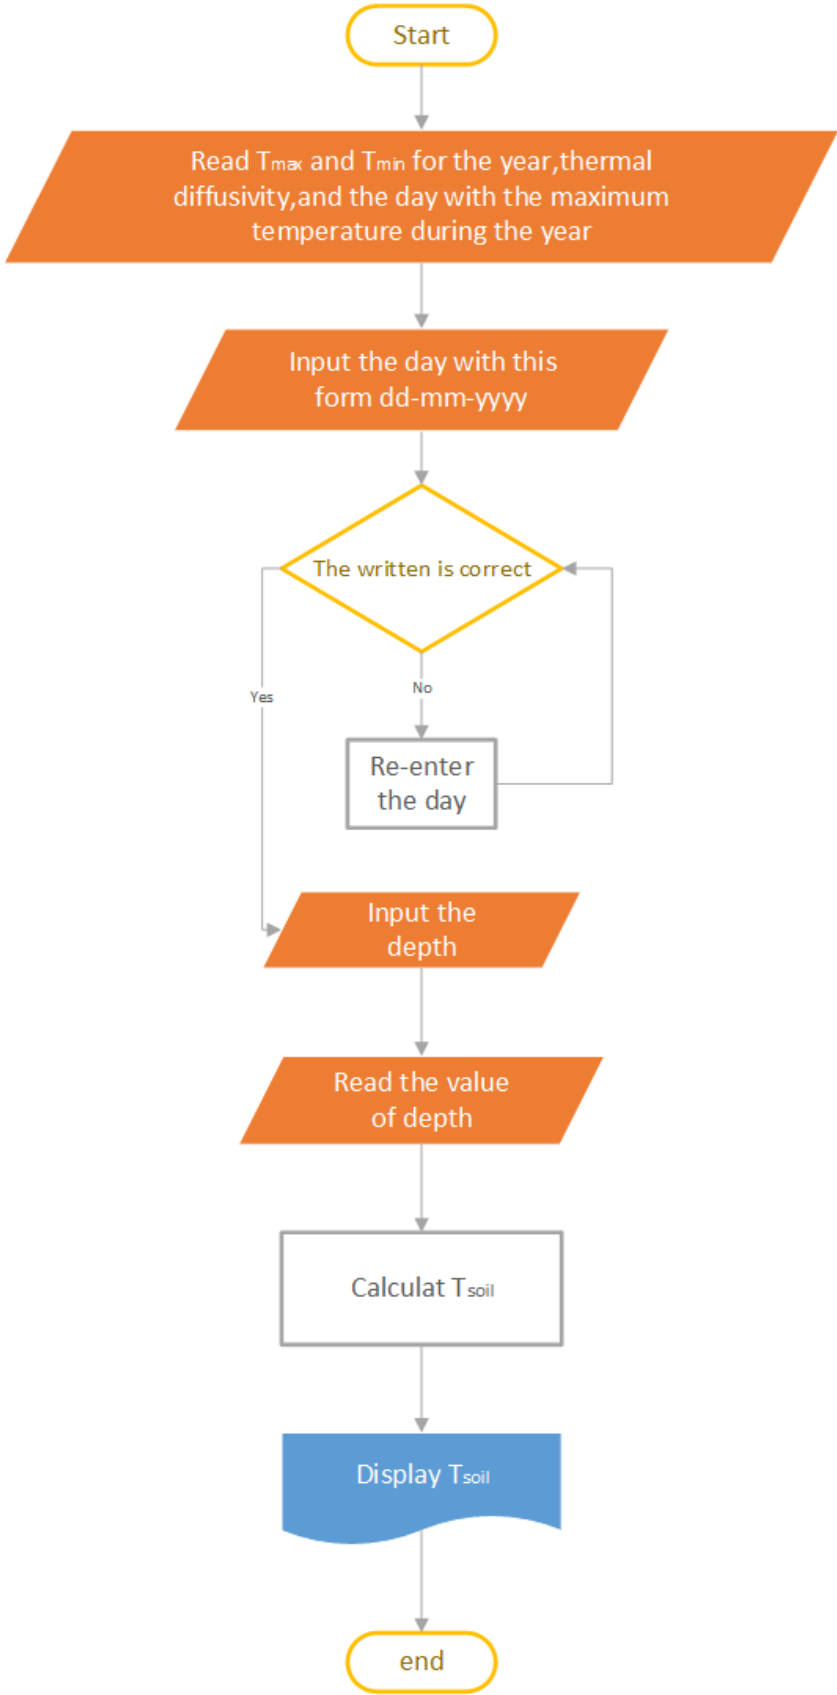 Start
Read Tmax and Tmin for the year,thermal
diffusivity,and the day with the maximum
temperature during the year
Input the day with this
form dd-mm-yyyy
The written is correct
No
Yes
Re-enter
the day
Input the
depth
Read the value
of depth
Calculat Tsoil
Display Tsoil
end